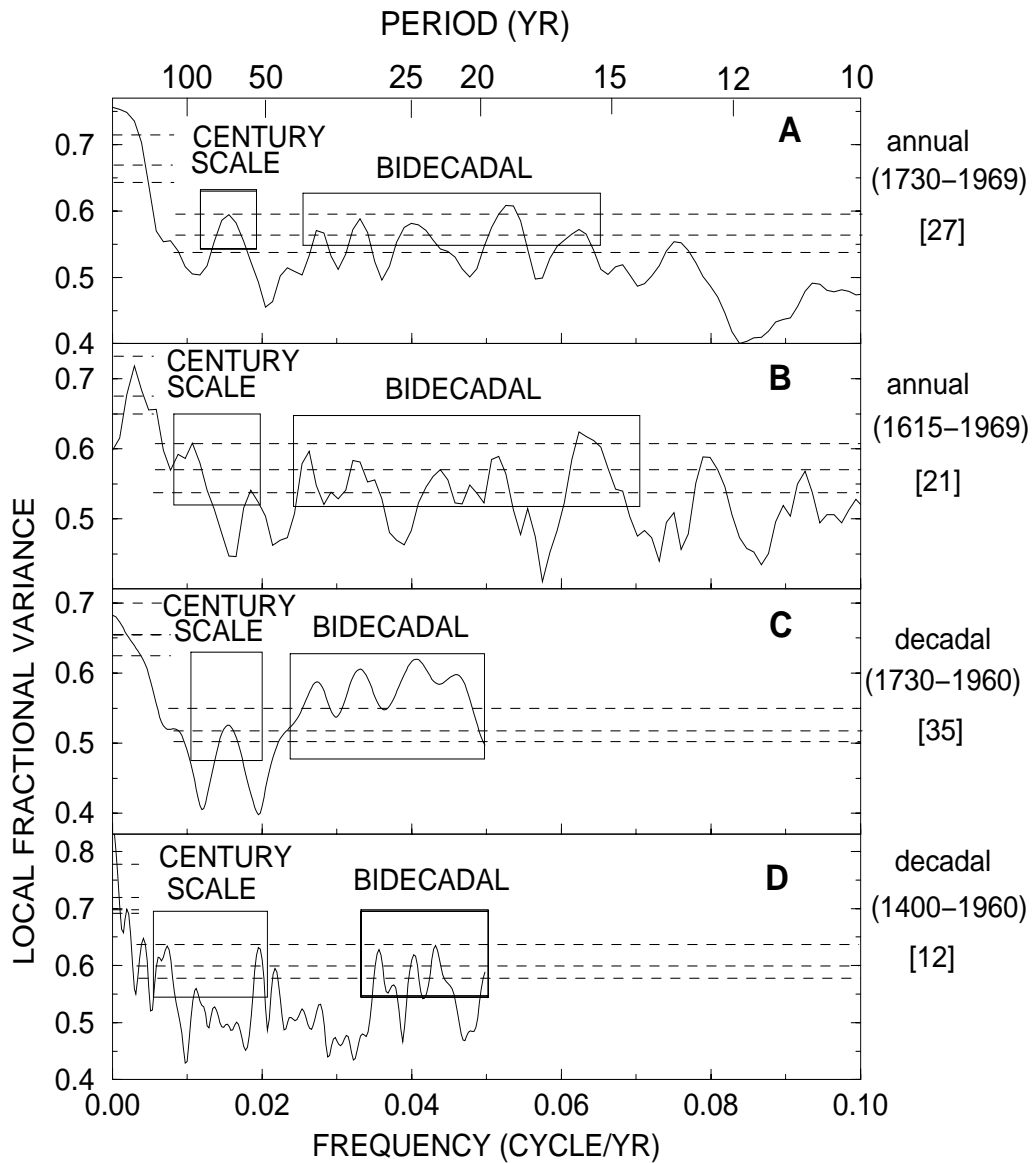 PERIOD (YR)
100 50 25 20 15 12 10
0.7
0.6
0.5
0.4
CENTURY
SCALE
BIDECADAL
A
annual
(1730–1969)
[27]
0.7
0.6
0.5
CENTURY
SCALE
BIDECADAL
B
annual
(1615–1969)
[21]
0.7
0.6
0.5
0.4
CENTURY
SCALE
BIDECADAL
C
decadal
(1730–1960)
[35]
0.8
0.7
0.6
0.5
0.4
CENTURY
SCALE
BIDECADAL
D
decadal
(1400–1960)
[12]
LOCAL FRACTIONAL VARIANCE
0.00 0.02 0.04 0.06 0.08 0.10
FREQUENCY (CYCLE/YR)